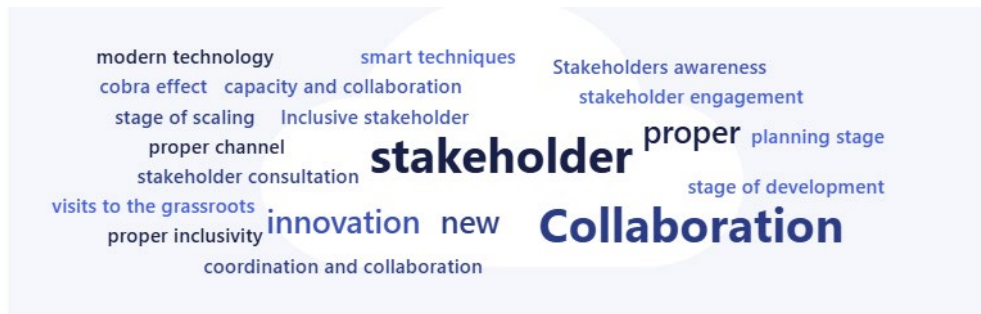 modern technology
smart techniques
Stakeholders awareness
cobra effect
capacity and collaboration
stakeholder engagement
stage of scaling
Inclusive stakeholder
proper
planning stage
proper channel
stakeholder
stakeholder consultation
stage of development
visits to the grassroots
innovation
new
Collaboration
proper inclusivity
coordination and collaboration